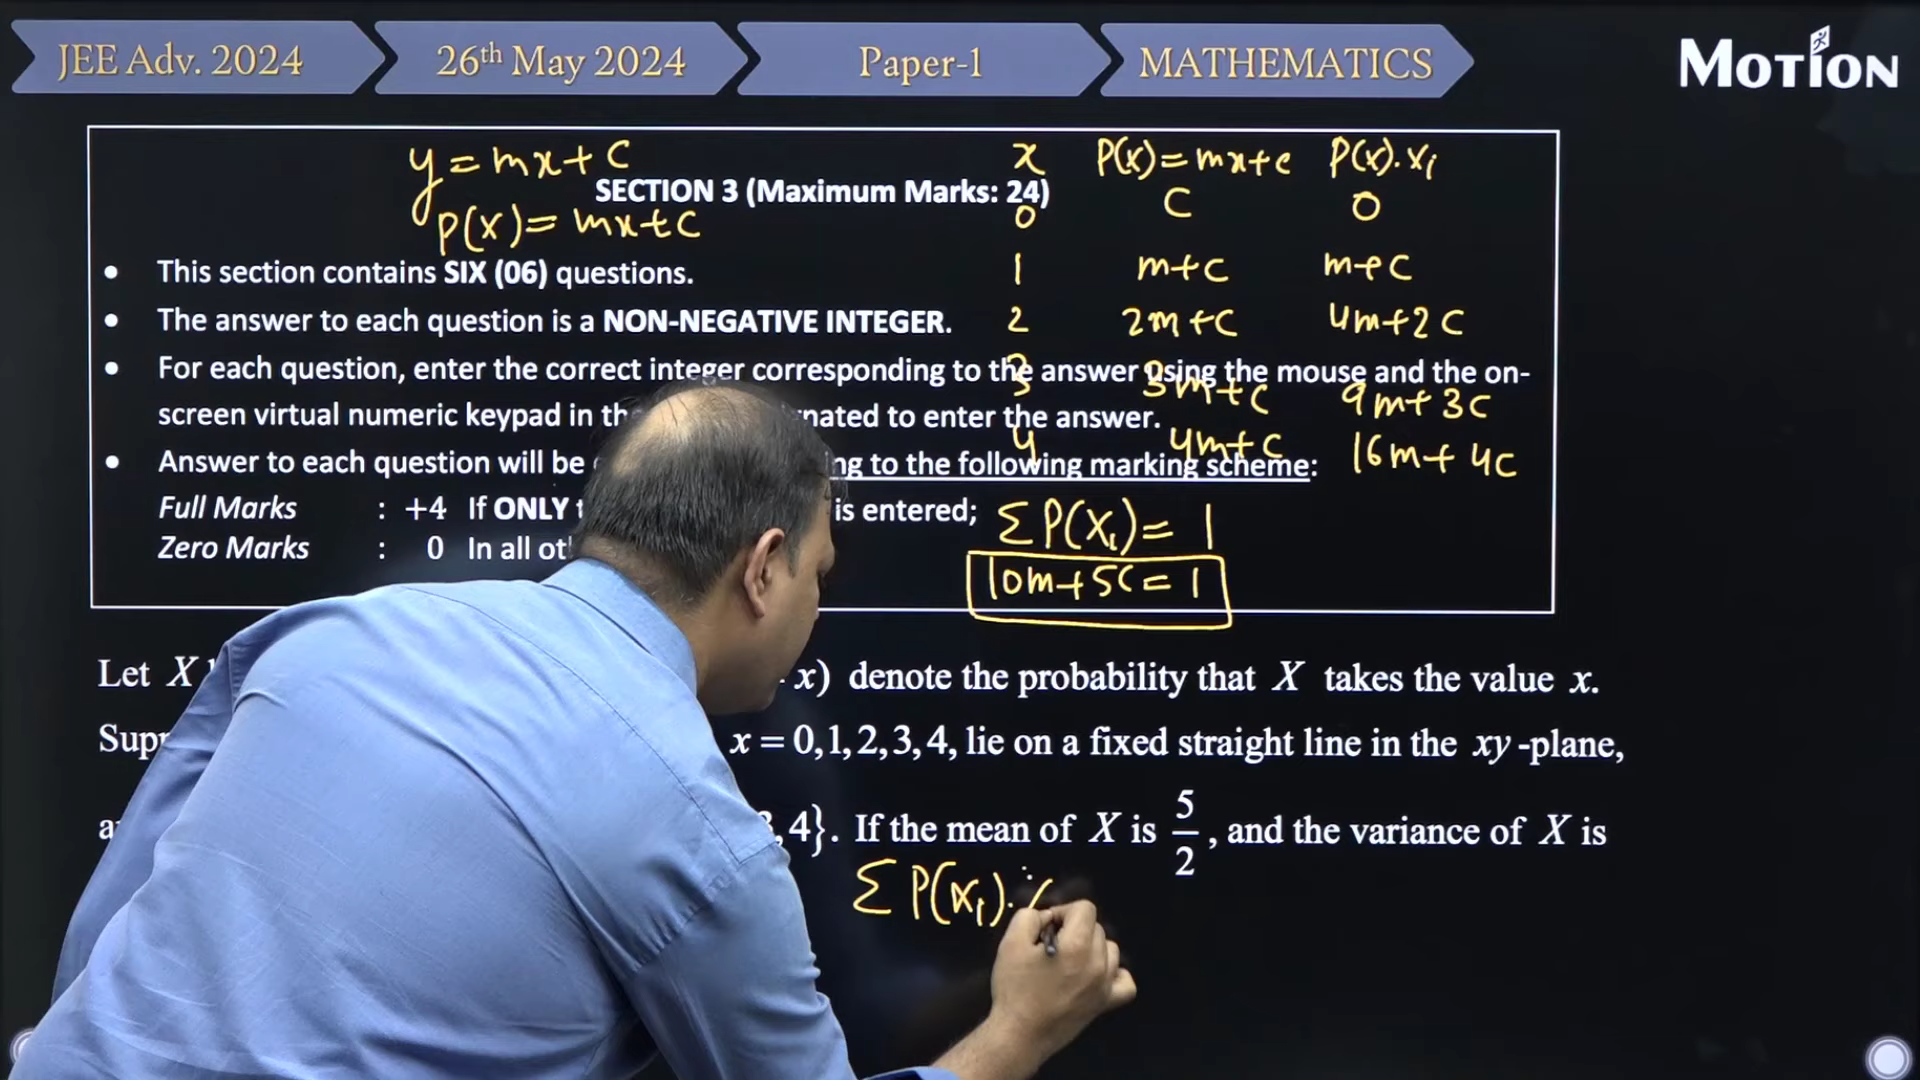 JEE Adv. 2024 26th May 2024 Paper-1 MATHEMATICS MOTION
y = mx + C
P(x) = mx + C
x P(x) = mx + c P(x) . xi
0 C 0
1 m + C m + C
2 2m + C 4m + 2C
3 3m + C 9m + 3C
4 4m + C 16m + 4C
SECTION 3 (Maximum Marks: 24)
• This section contains SIX (06) questions.
• The answer to each question is a NON-NEGATIVE INTEGER.
• For each question, enter the correct integer corresponding to the answer using the mouse and the on-
screen virtual numeric keypad in to enter the answer.
• Answer to each question will be to the following marking scheme:
Full Marks : +4 If ONLY is entered;
Zero Marks : 0 In all
Σ P(xi) = 1
10m + 5C = 1
Let X x) denote the probability that X takes the value x.
x = 0, 1, 2, 3, 4, lie on a fixed straight line in the xy-plane,
, 4}. If the mean of X is 5/2, and the variance of X is
Σ P(xi) .